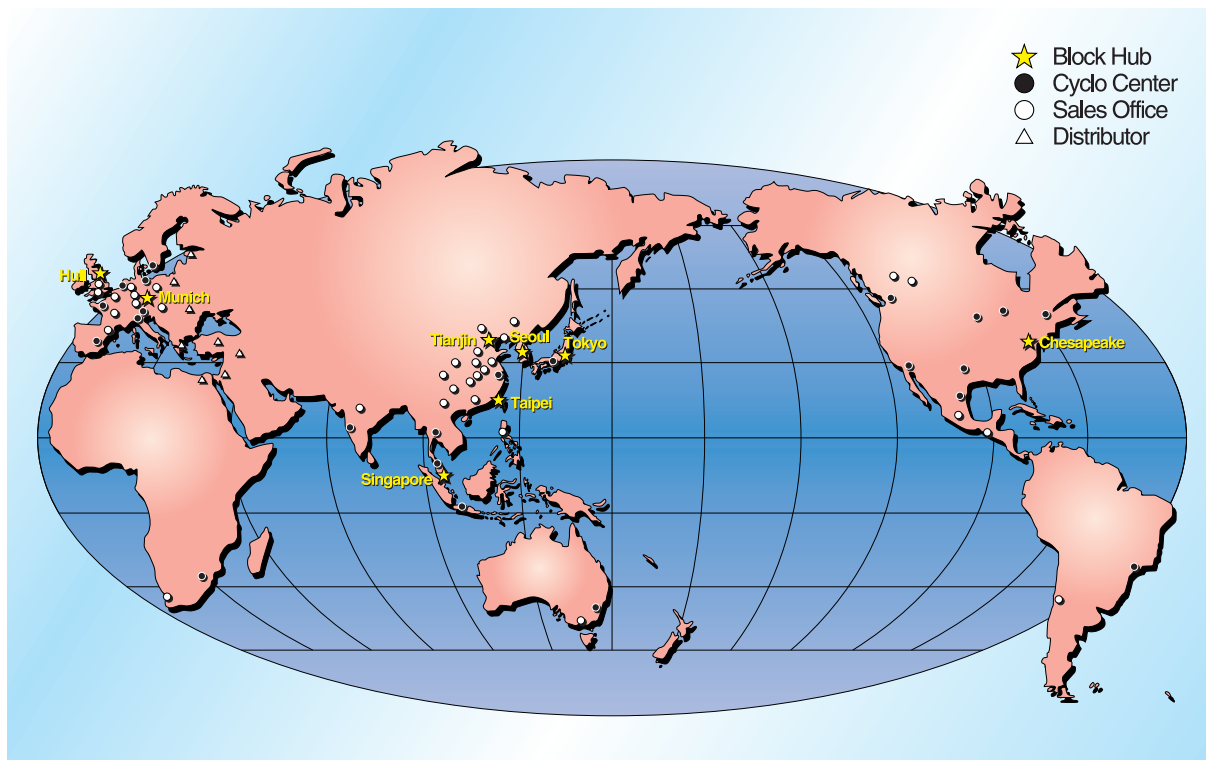 Block Hub
Cyclo Center
Sales Office
Distributor
Hull
Munich
Tianjin
Seoul
Tokyo
Chesapeake
Taipei
Singapore